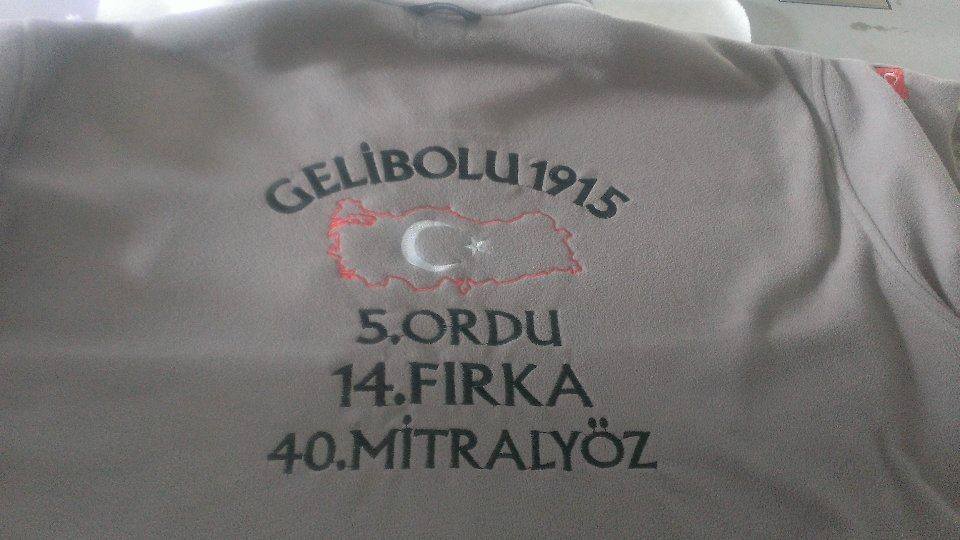 GELİBOLU 1915
5.ORDU
14.FIRKA
40.MİTRALYÖZ